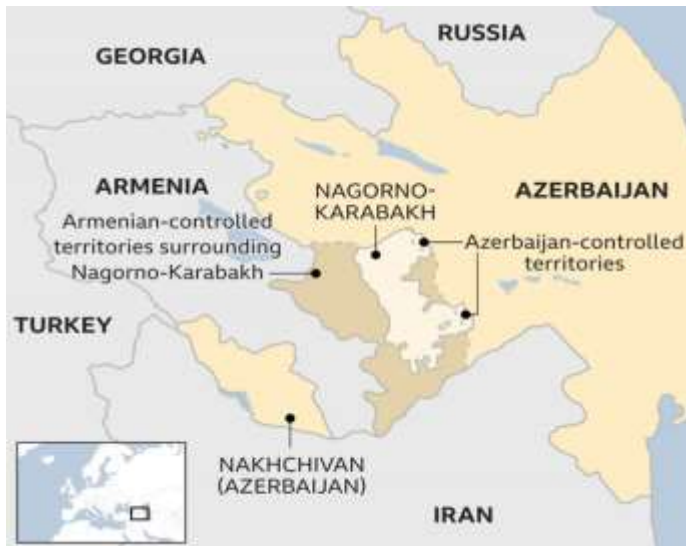 RUSSIA
GEORGIA
ARMENIA
NAGORNO-
KARABAKH
AZERBAIJAN
Armenian-controlled
territories surrounding
Nagorno-Karabakh
Azerbaijan-controlled
territories
TURKEY
NAKHCHIVAN
(AZERBAIJAN)
IRAN